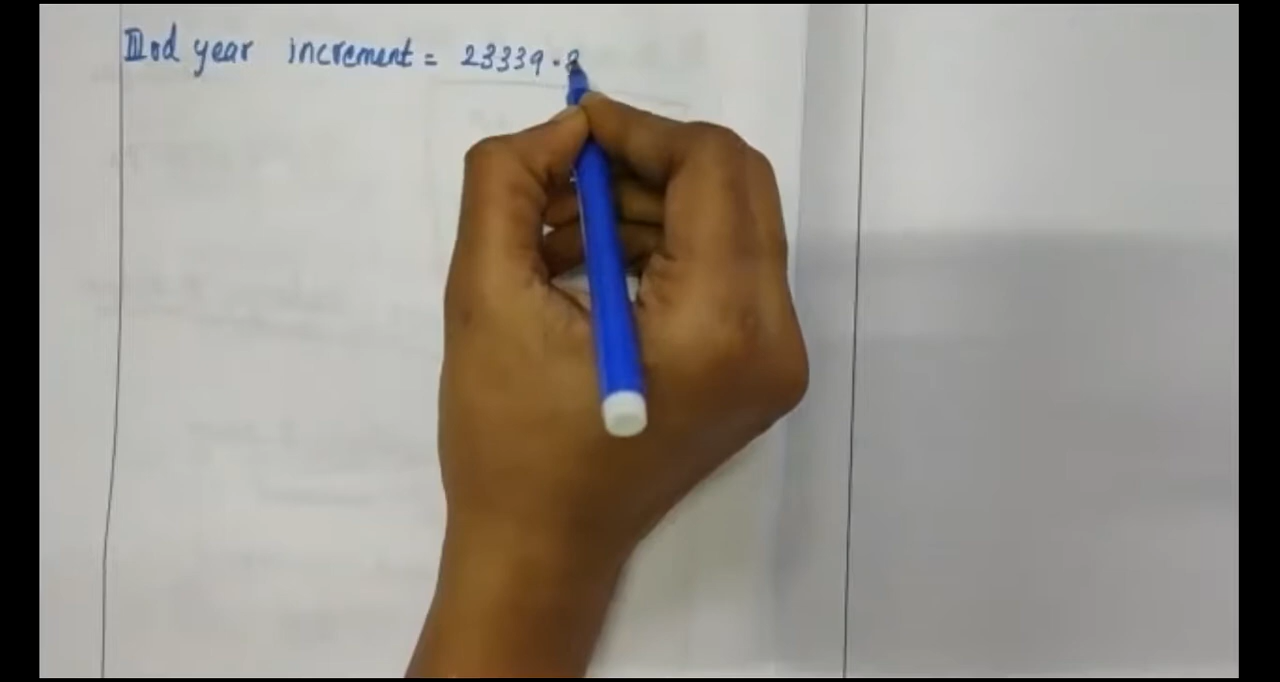 IInd year increment = 23339.8